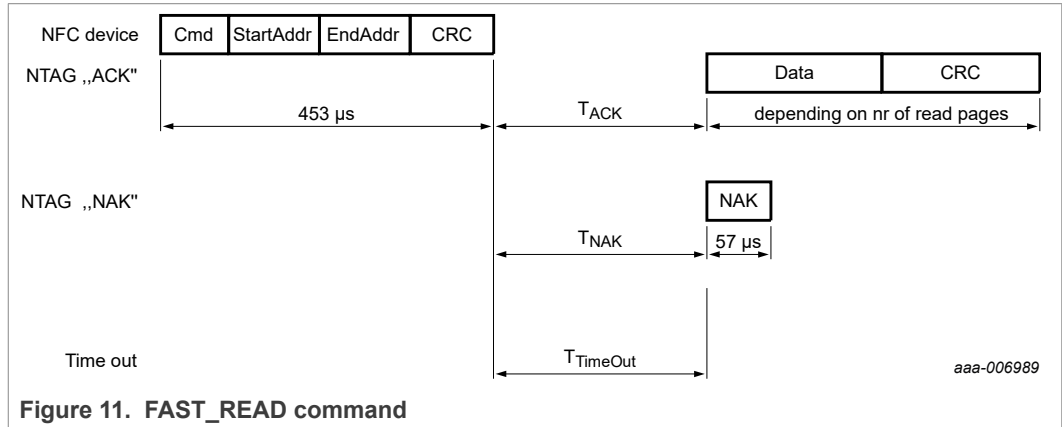 NFC device Cmd StartAddr EndAddr CRC
NTAG ,,ACK" Data CRC
453 µs TACK depending on nr of read pages
NTAG ,,NAK" NAK
TNAK 57 µs
Time out TTimeOut aaa-006989
Figure 11. FAST_READ command